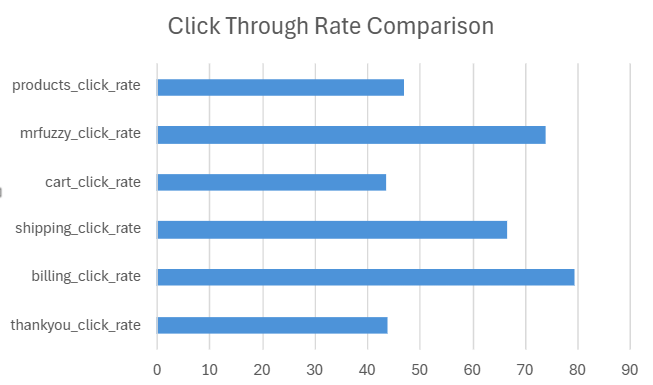 Click Through Rate Comparison
products_click_rate
mrfuzzy_click_rate
cart_click_rate
shipping_click_rate
billing_click_rate
thankyou_click_rate
0 10 20 30 40 50 60 70 80 90